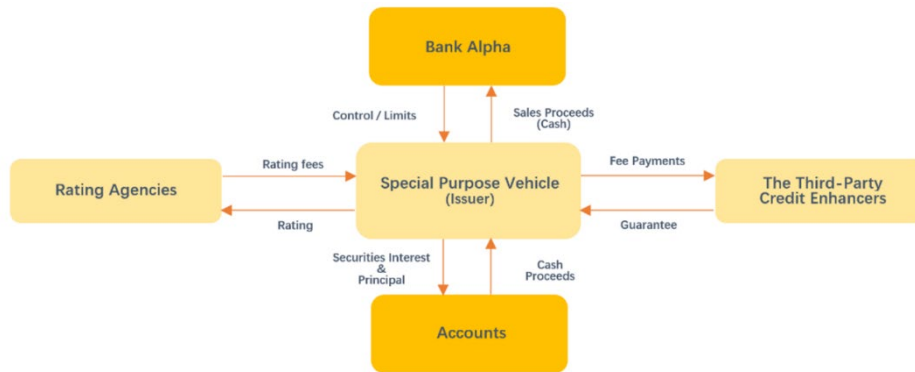 Bank Alpha
Control / Limits
Sales Proceeds
(Cash)
Rating Agencies
Rating fees
Rating
Special Purpose Vehicle
(Issuer)
Fee Payments
Guarantee
The Third-Party
Credit Enhancers
Securities Interest
&
Principal
Cash
Proceeds
Accounts